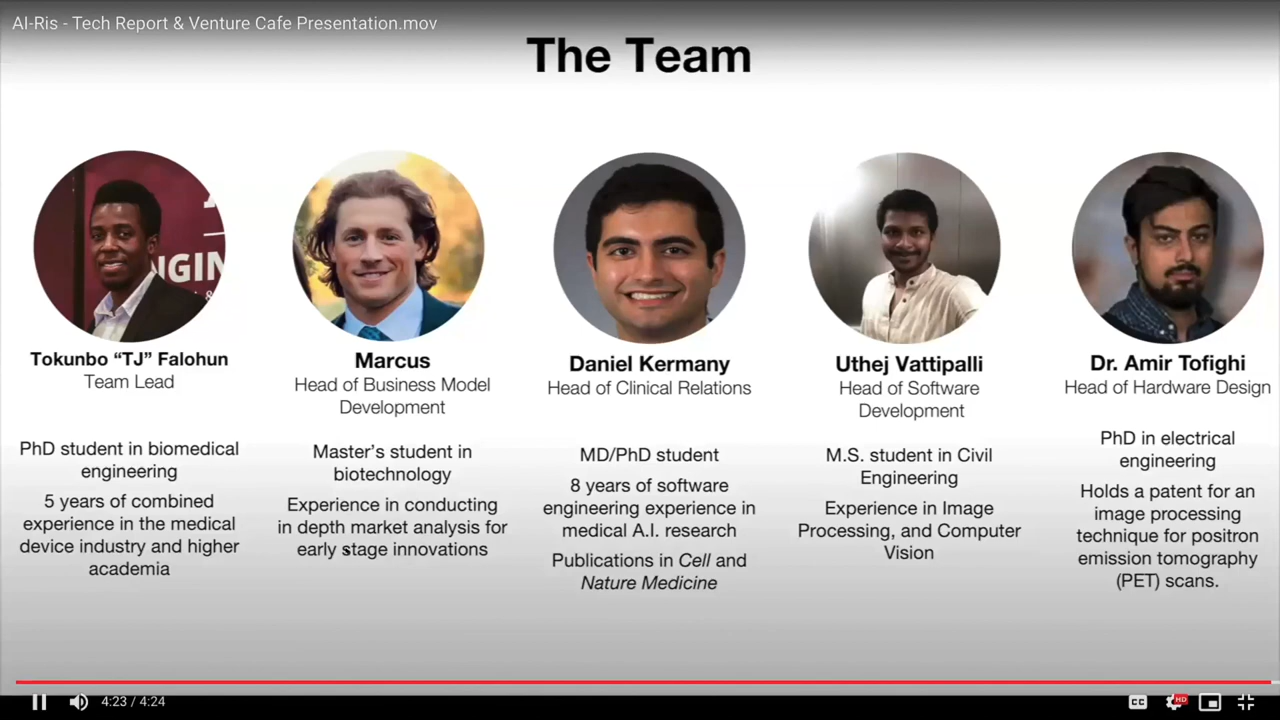 AI-Ris - Tech Report & Venture Cafe Presentation.mov
The Team
NGIN
&
Tokunbo “TJ” Falohun
Team Lead
PhD student in biomedical
engineering
5 years of combined
experience in the medical
device industry and higher
academia
Marcus
Head of Business Model
Development
Master’s student in
biotechnology
Experience in conducting
in depth market analysis for
early stage innovations
Daniel Kermany
Head of Clinical Relations
MD/PhD student
8 years of software
engineering experience in
medical A.I. research
Publications in Cell and
Nature Medicine
Uthej Vattipalli
Head of Software
Development
M.S. student in Civil
Engineering
Experience in Image
Processing, and Computer
Vision
Dr. Amir Tofighi
Head of Hardware Design
PhD in electrical
engineering
Holds a patent for an
image processing
technique for positron
emission tomography
(PET) scans.
4:23 / 4:24
CC
HD